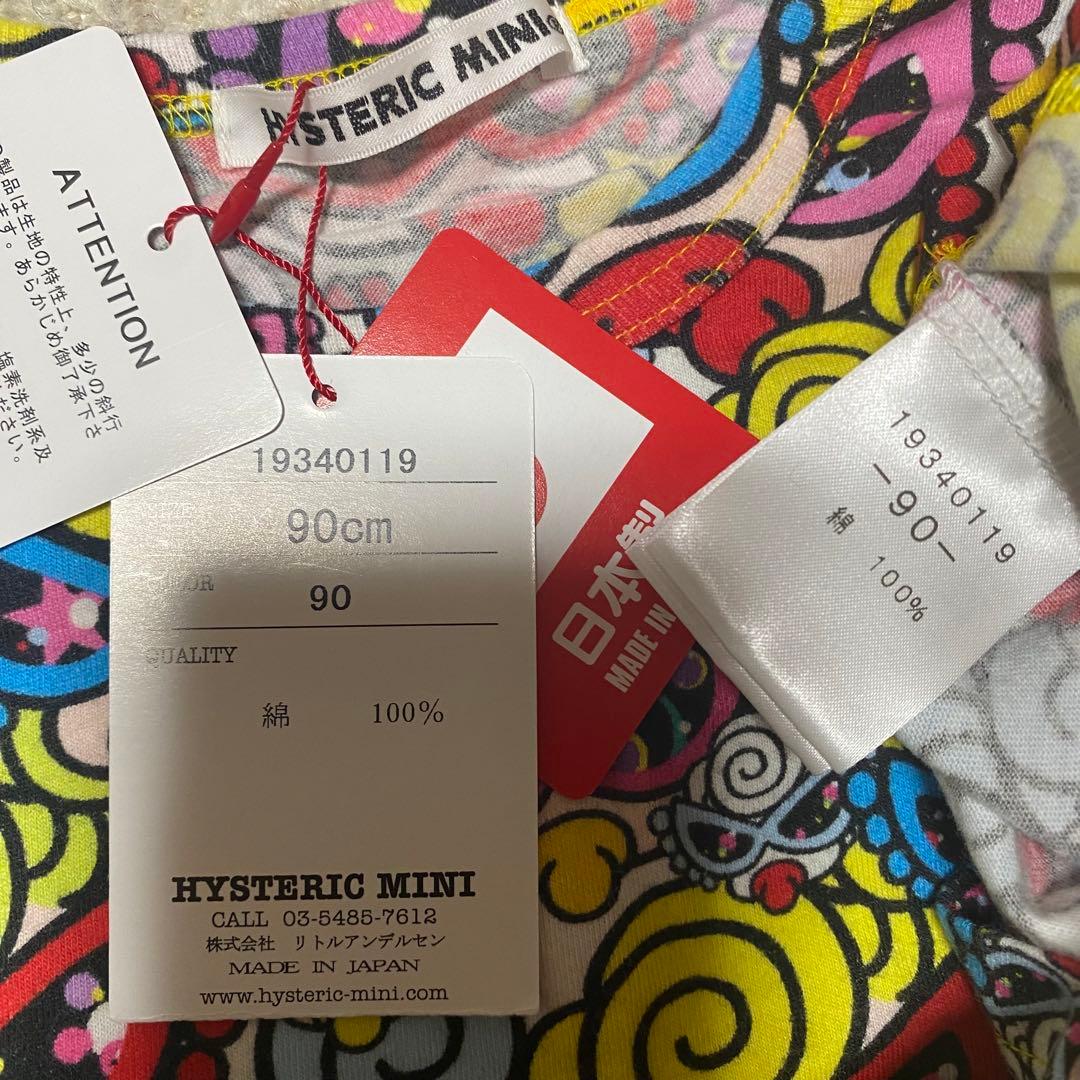 HYSTERIC MINI
ATTENTION
製品は生地の特性上、多少の斜行
ます。あらかじめ御了承下さ
塩素洗剤系及
ださい。
19340119
90cm
90
QUALITY
綿 100%
HYSTERIC MINI
CALL 03-5485-7612
株式会社 リトルアンデルセン
MADE IN JAPAN
www.hysteric-mini.com
日本製
MADE IN
19340119
-90-
綿 100%